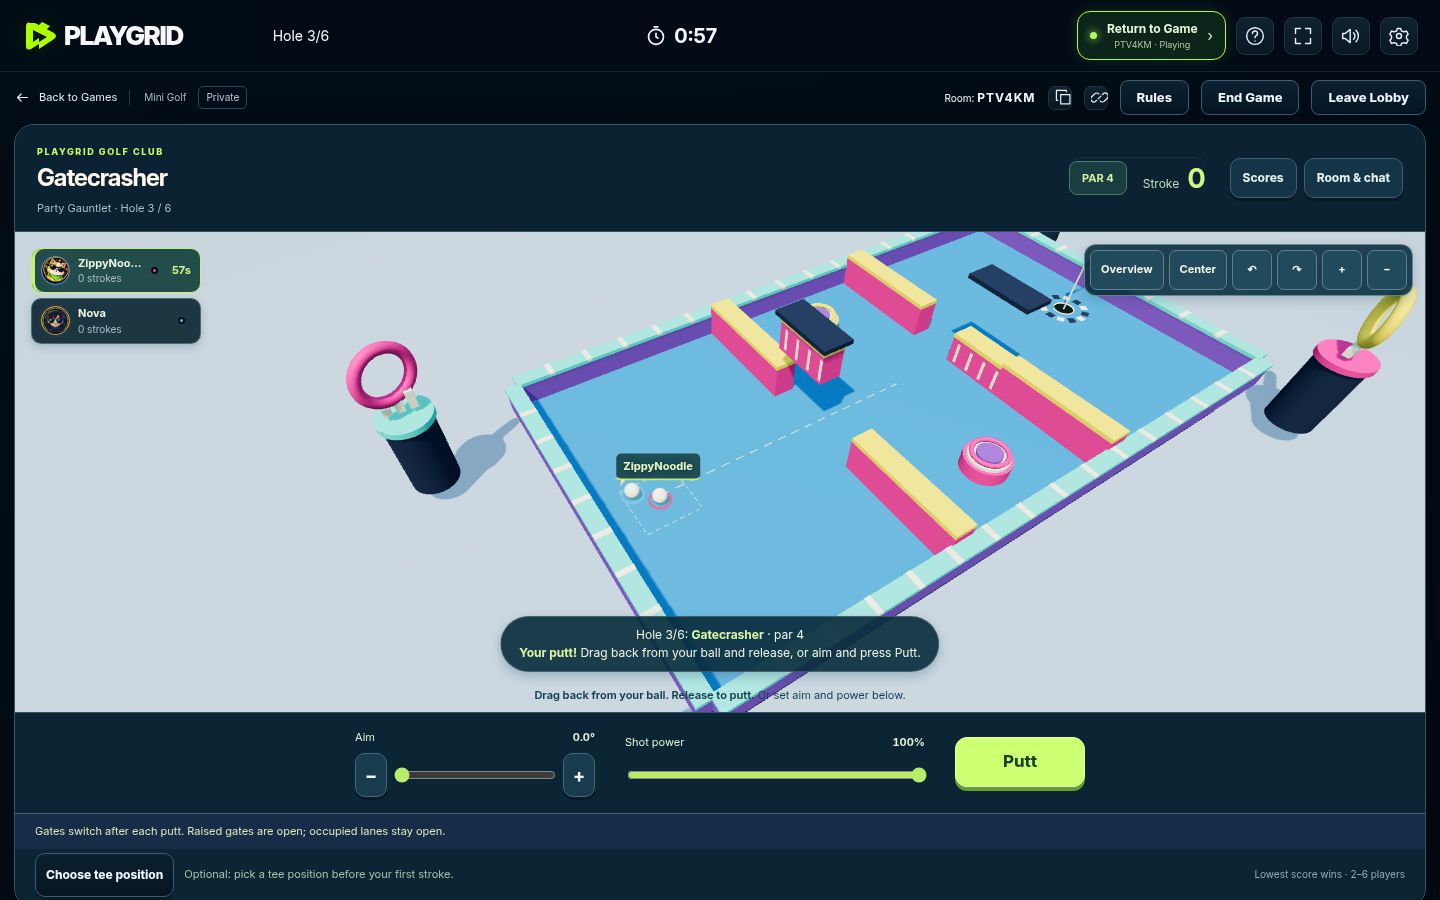 PLAYGRID
Hole 3/6
0:57
Return to Game
PTV4KM · Playing
Back to Games
Mini Golf
Private
Room: PTV4KM
Rules
End Game
Leave Lobby
PLAYGRID GOLF CLUB
Gatecrasher
Party Gauntlet · Hole 3 / 6
PAR 4
Stroke 0
Scores
Room & chat
ZippyNoo...
0 strokes
57s
Nova
0 strokes
Overview
Center
↶
↷
+
−
ZippyNoodle
Hole 3/6: Gatecrasher · par 4
Your putt! Drag back from your ball and release, or aim and press Putt.
Drag back from your ball. Release to putt. Or set aim and power below.
Aim
0.0°
−
+
Shot power
100%
Putt
Gates switch after each putt. Raised gates are open; occupied lanes stay open.
Choose tee position
Optional: pick a tee position before your first stroke.
Lowest score wins · 2–6 players